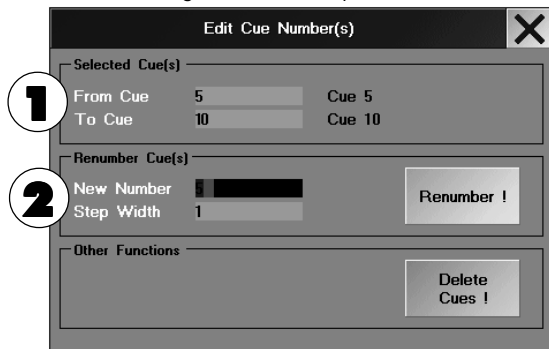 Edit Cue Number(s)
Selected Cue(s)
1
From Cue 5 Cue 5
To Cue 10 Cue 10
Renumber Cue(s)
2
New Number 5
Step Width 1
Renumber !
Other Functions
Delete
Cues !